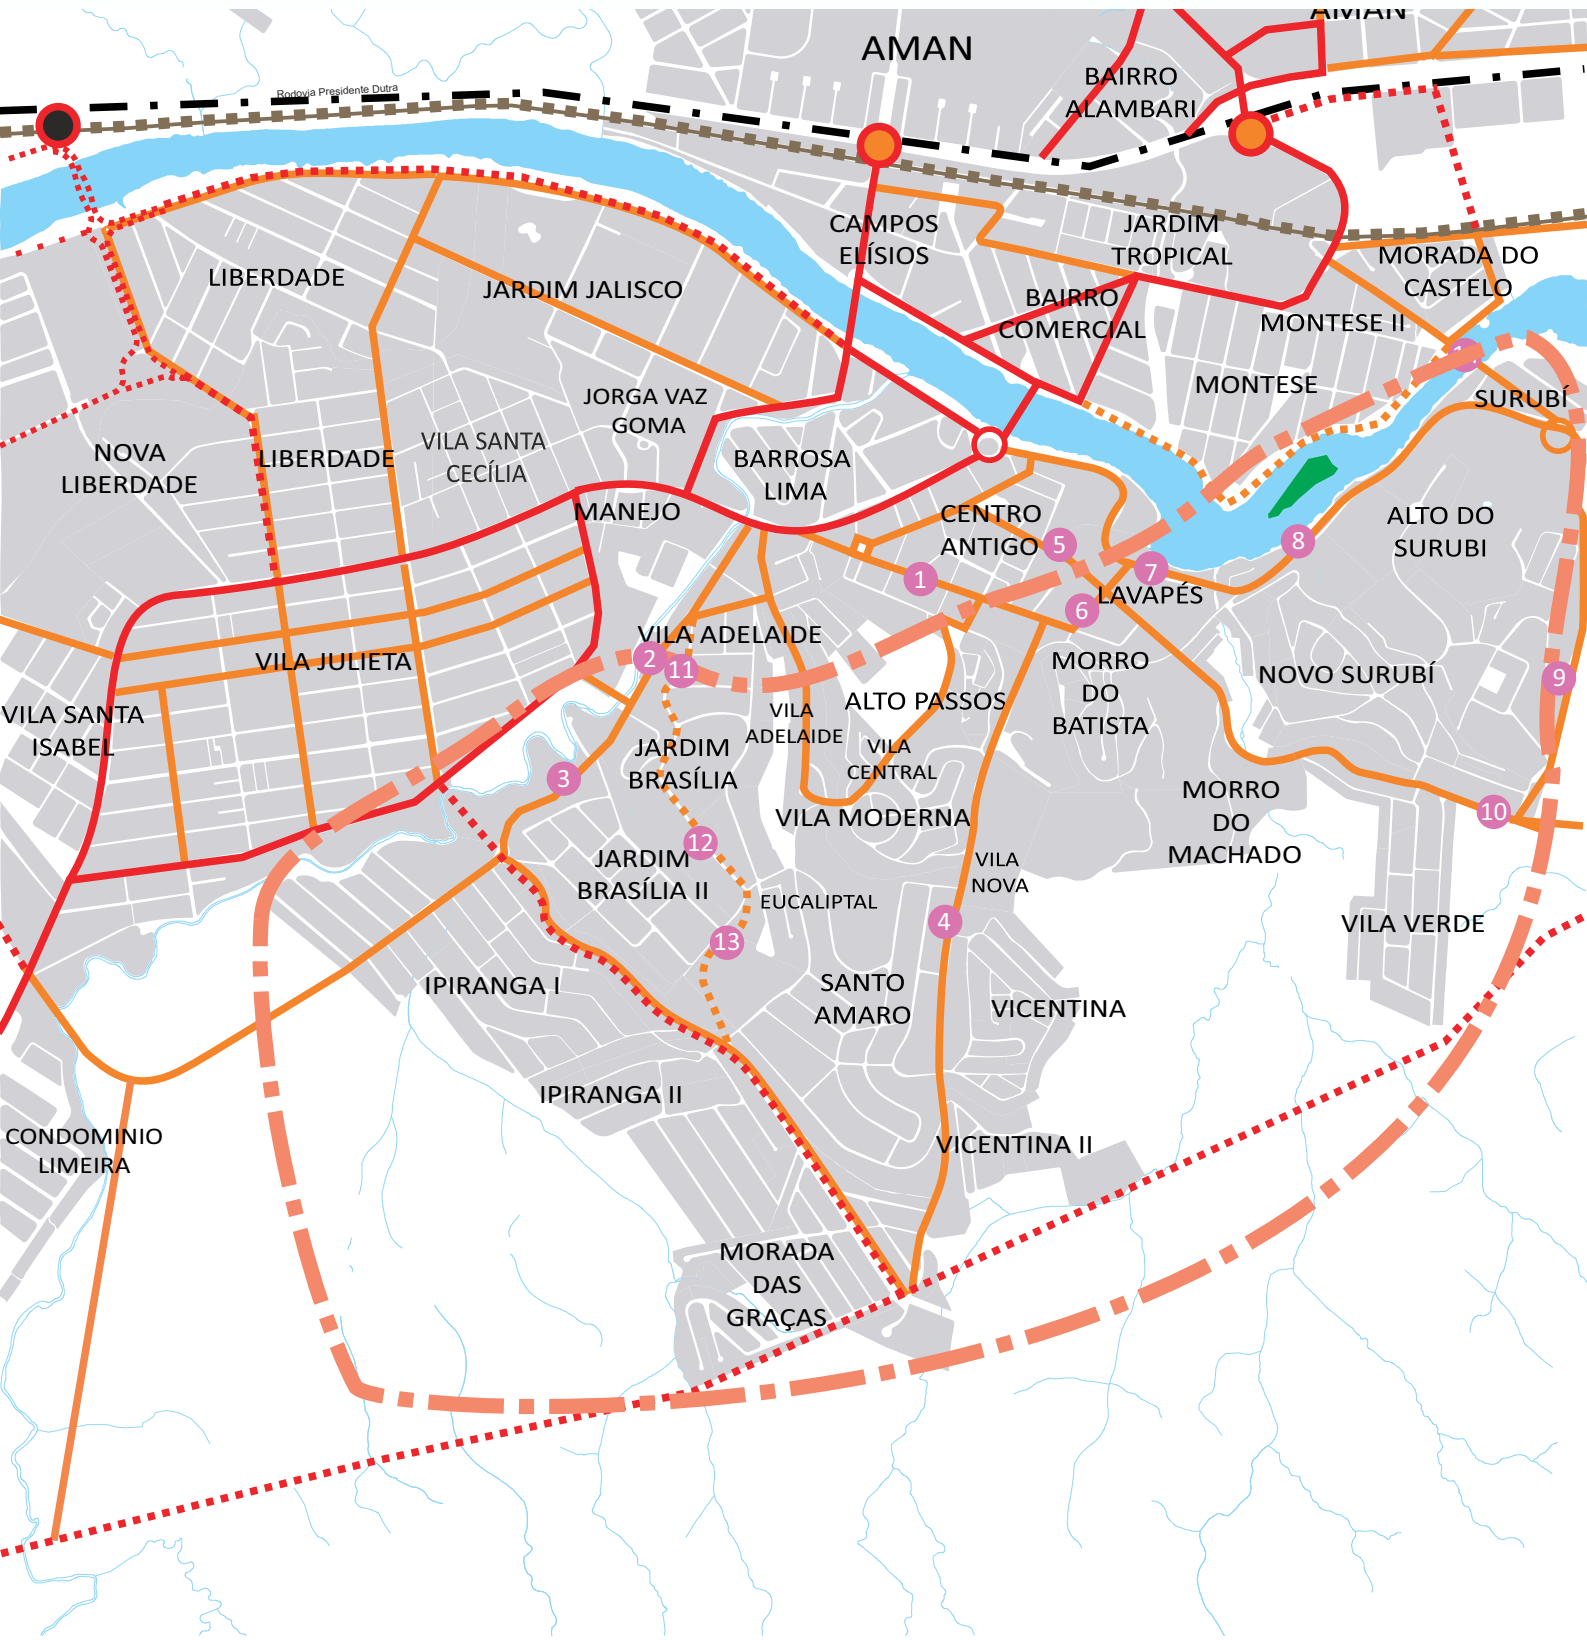 AMAN
AMAN
BAIRRO
ALAMBARI
Rodovia Presidente Dutra
CAMPOS
ELÍSIOS
JARDIM
TROPICAL
MORADA DO
CASTELO
LIBERDADE
JARDIM JALISCO
BAIRRO
COMERCIAL
MONTESE II
MONTESE
SURUBÍ
JORGA VAZ
GOMA
VILA SANTA
CECÍLIA
NOVA
LIBERDADE
LIBERDADE
BARROSA
LIMA
MANEJO
CENTRO
ANTIGO
5
8
ALTO DO
SURUBI
1
7
LAVAPÉS
6
VILA ADELAIDE
2
11
VILA JULIETA
MORRO
DO
BATISTA
NOVO SURUBÍ
9
VILA SANTA
ISABEL
VILA
ADELAIDE
ALTO PASSOS
VILA
CENTRAL
JARDIM
BRASÍLIA
3
VILA MODERNA
MORRO
DO
MACHADO
10
12
JARDIM
BRASÍLIA II
VILA
NOVA
EUCALIPTAL
4
VILA VERDE
13
IPIRANGA I
SANTO
AMARO
VICENTINA
IPIRANGA II
CONDOMINIO
LIMEIRA
VICENTINA II
MORADA
DAS
GRAÇAS